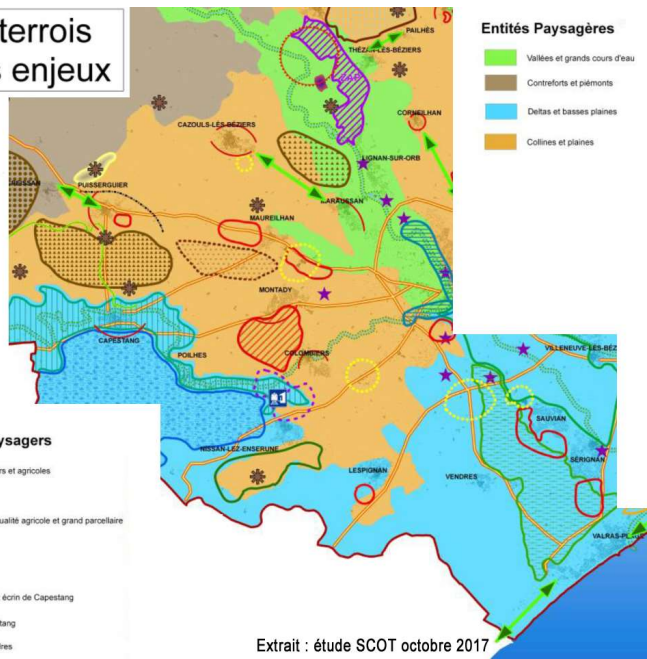 terrois
s enjeux
Entités Paysagères
Vallées et grands cours d'eau
Contreforts et piémonts
Deltas et basses plaines
Collines et plaines
PAILHÈS
THÉZAN-LÈS-BÉZIERS
CORNEILHAN
CAZOULS-LÈS-BÉZIERS
LIGNAN-SUR-ORB
PUISSERGUIER
MARAUSSAN
MAUREILHAN
MONTADY
CAPESTANG
POILHES
COLOMBIERS
VILLENEUVE-LÈS-BÉZ
SAUVIAN
NISSAN-LEZ-ENSERUNE
LESPIGNAN
VENDRES
SÉRIGNAN
VALRAS-PL
ysagers
rs et agricoles
ualité agricole et grand parcellaire
écrin de Capestang
tang
dres
Extrait : étude SCOT octobre 2017